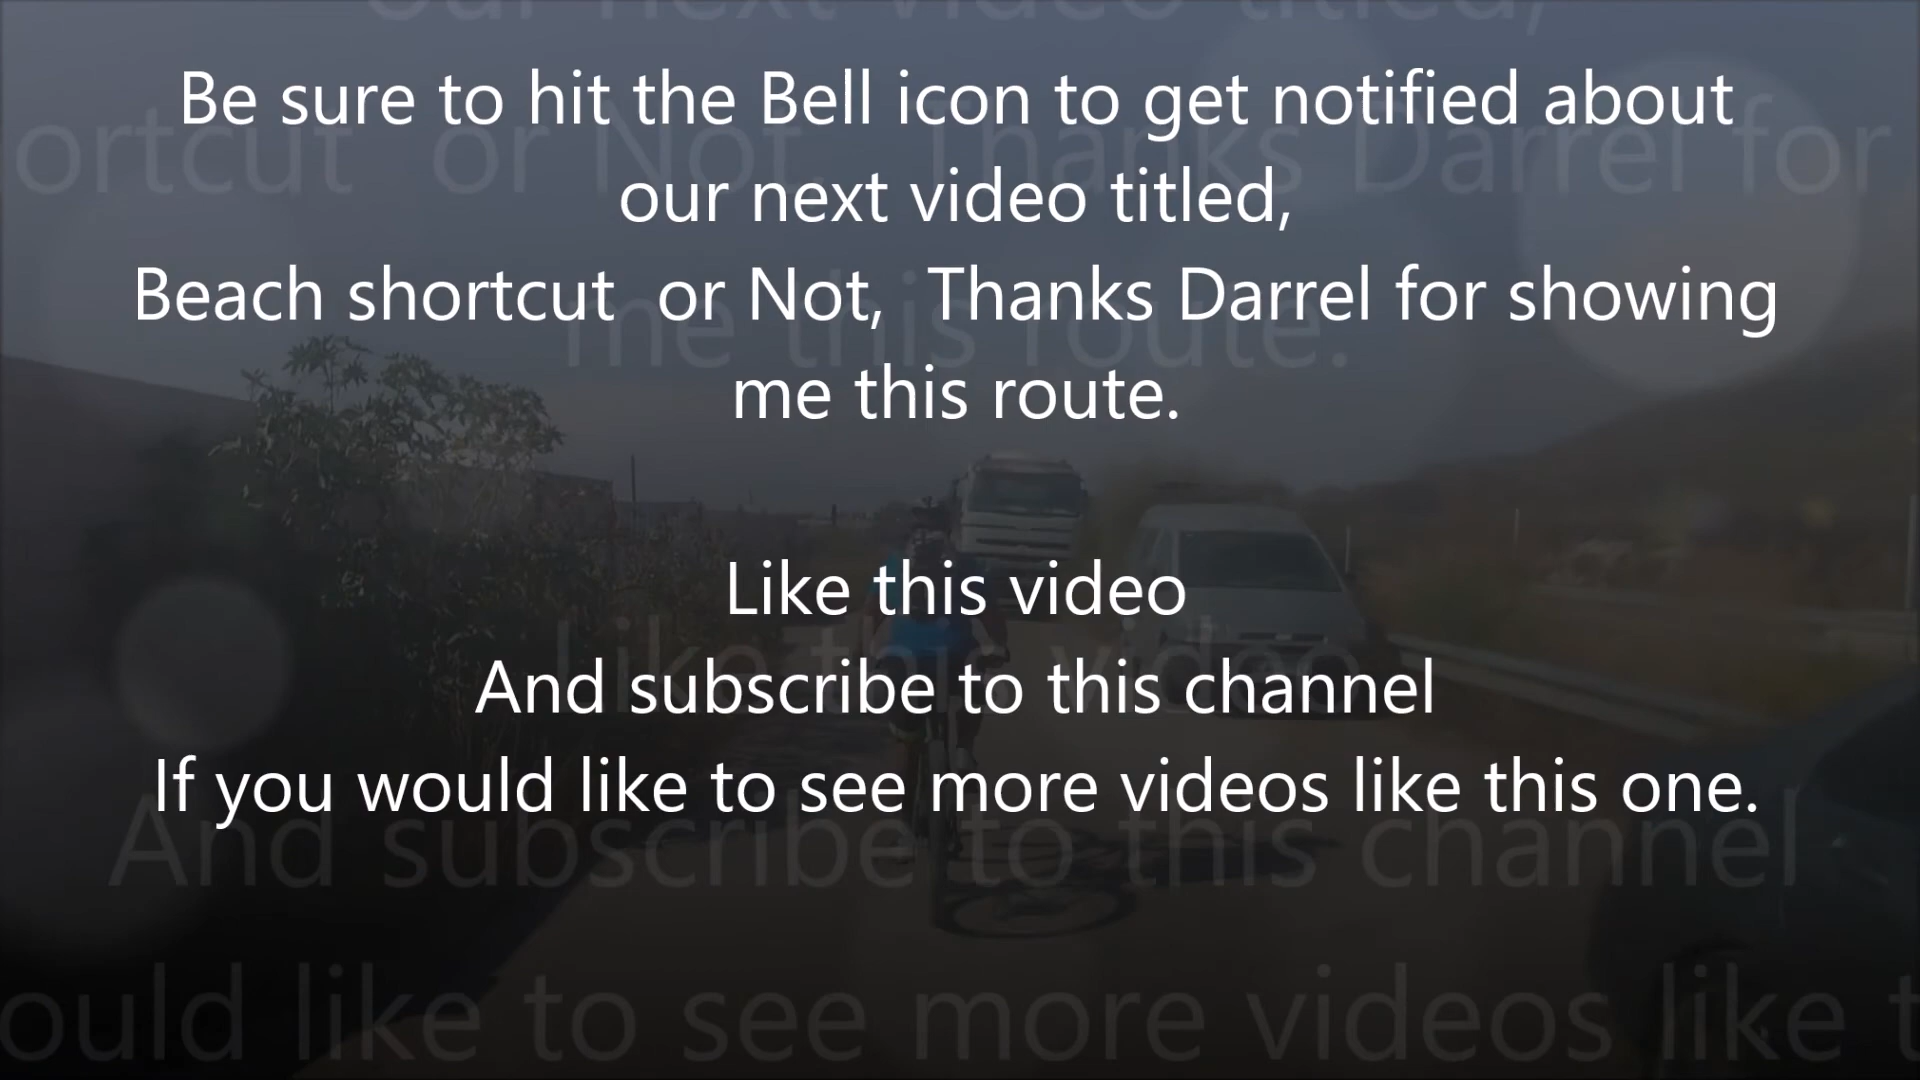 Be sure to hit the Bell icon to get notified about
our next video titled,
Beach shortcut  or Not,  Thanks Darrel for showing
me this route.
Like this video
And subscribe to this channel
If you would like to see more videos like this one.